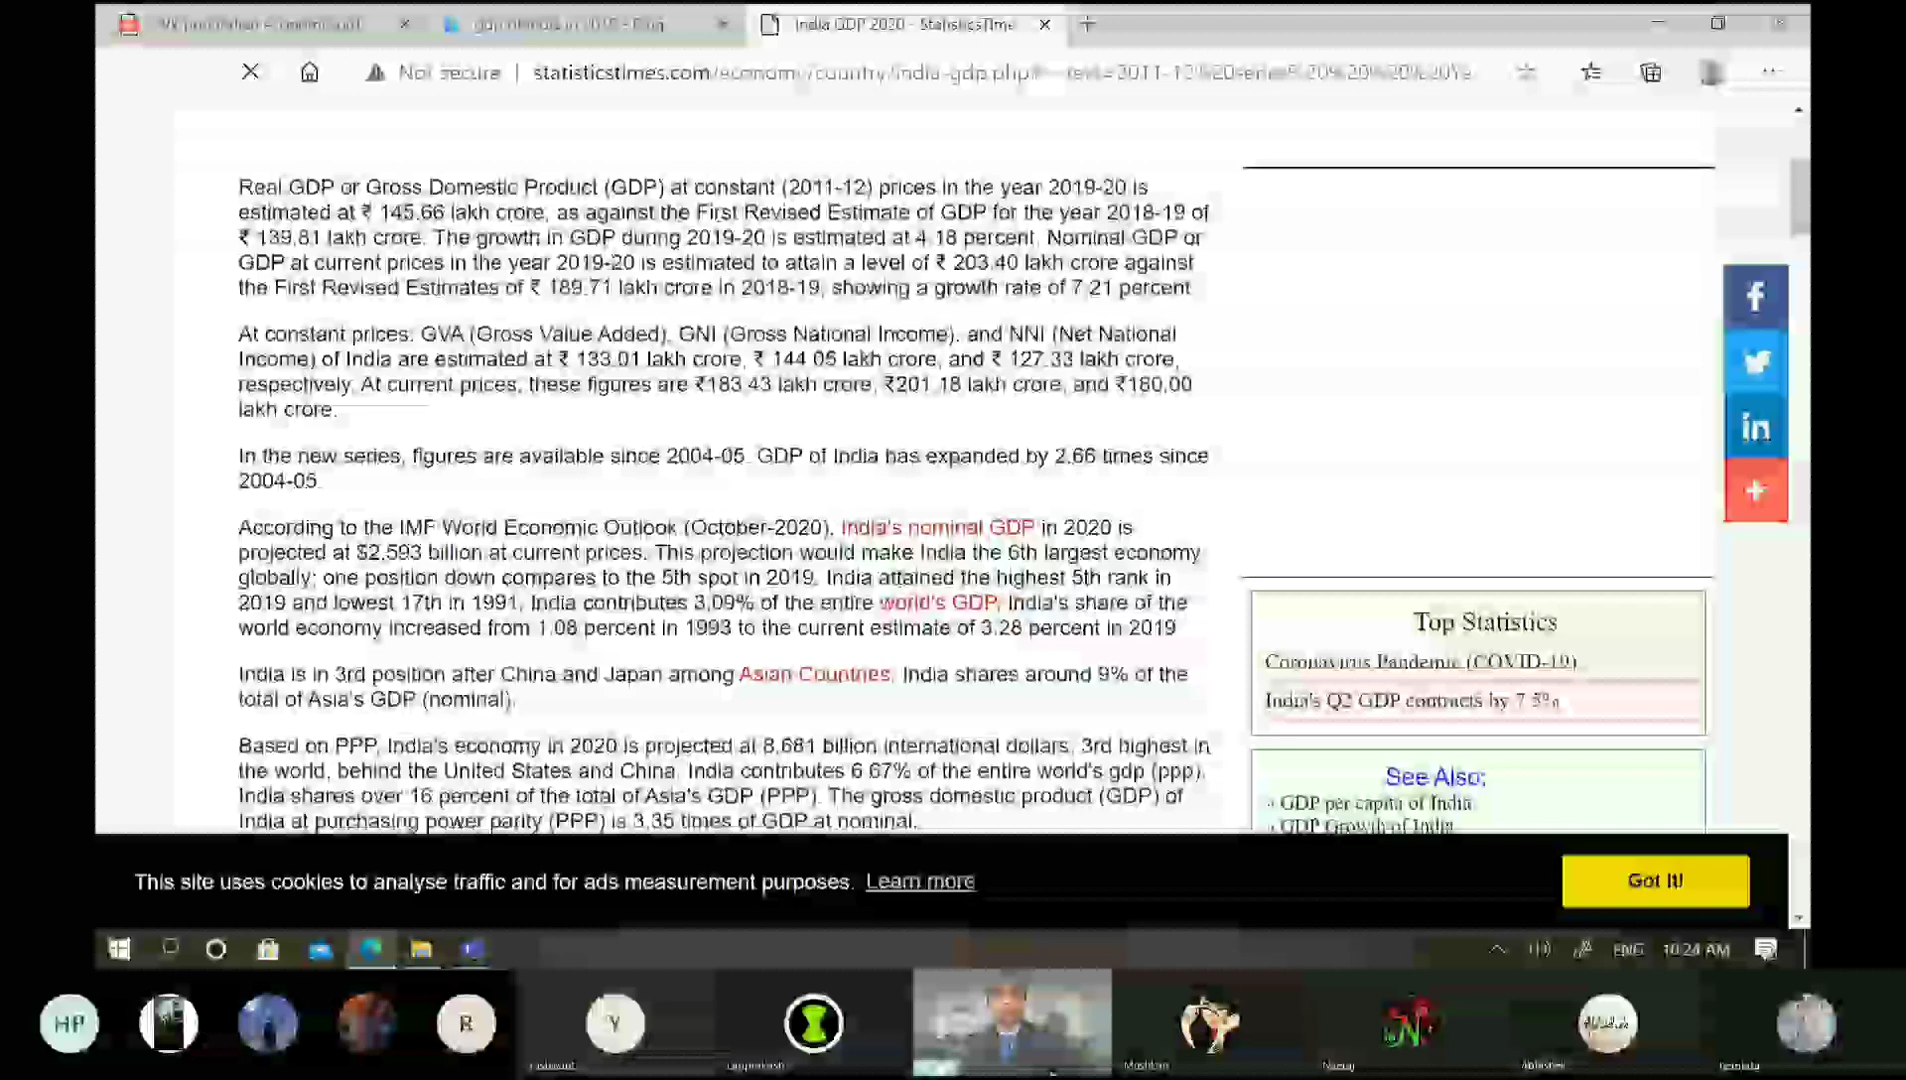 India GDP 2020 - StatisticsTime
Not secure
statisticstimes.com/economy/country/india-gdp.php
Real GDP or Gross Domestic Product (GDP) at constant (2011-12) prices in the year 2019-20 is
estimated at ₹ 145.66 lakh crore, as against the First Revised Estimate of GDP for the year 2018-19 of
₹ 139.81 lakh crore. The growth in GDP during 2019-20 is estimated at 4.18 percent. Nominal GDP or
GDP at current prices in the year 2019-20 is estimated to attain a level of ₹ 203.40 lakh crore against
the First Revised Estimates of ₹ 189.71 lakh crore in 2018-19, showing a growth rate of 7.21 percent
At constant prices: GVA (Gross Value Added), GNI (Gross National Income), and NNI (Net National
Income) of India are estimated at ₹ 133.01 lakh crore, ₹ 144.05 lakh crore, and ₹ 127.33 lakh crore,
respectively. At current prices, these figures are ₹183.43 lakh crore, ₹201.18 lakh crore, and ₹180.00
lakh crore.
In the new series, figures are available since 2004-05. GDP of India has expanded by 2.66 times since
2004-05.
According to the IMF World Economic Outlook (October-2020), India's nominal GDP in 2020 is
projected at $2,593 billion at current prices. This projection would make India the 6th largest economy
globally; one position down compares to the 5th spot in 2019. India attained the highest 5th rank in
2019 and lowest 17th in 1991. India contributes 3.09% of the entire world's GDP. India's share of the
world economy increased from 1.08 percent in 1993 to the current estimate of 3.28 percent in 2019
India is in 3rd position after China and Japan among Asian Countries. India shares around 9% of the
total of Asia's GDP (nominal).
Based on PPP, India's economy in 2020 is projected at 8,681 billion international dollars, 3rd highest in
the world, behind the United States and China. India contributes 6.67% of the entire world's gdp (ppp).
India shares over 16 percent of the total of Asia's GDP (PPP). The gross domestic product (GDP) of
India at purchasing power parity (PPP) is 3.35 times of GDP at nominal.
f
in
+
Top Statistics
Coronavirus Pandemic (COVID-19)
India's Q2 GDP contracts by 7.5%
See Also:
GDP per capita of India
GDP Growth of India
This site uses cookies to analyse traffic and for ads measurement purposes. Learn more
Got It!
ENG 10:24 AM
HP
R
Y
N